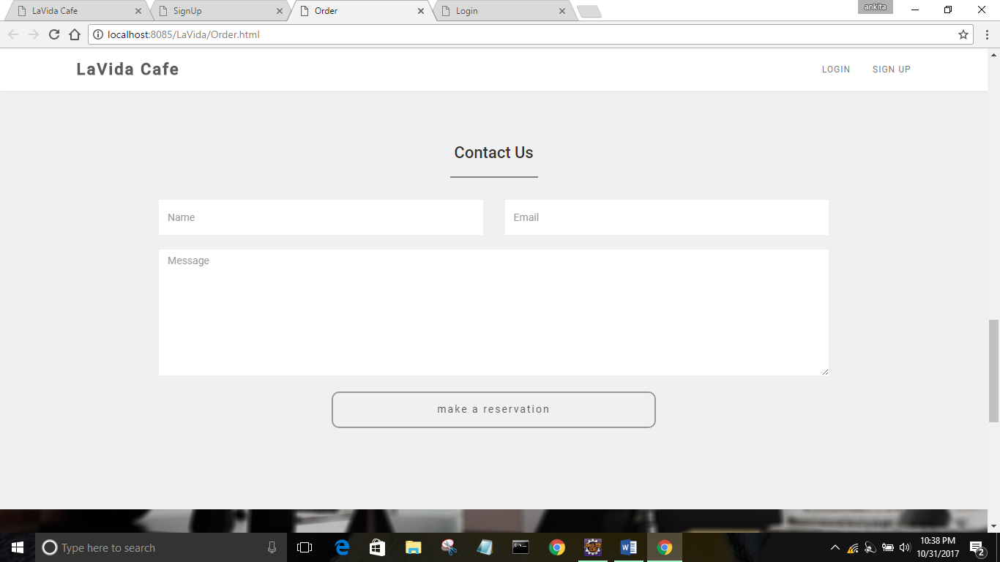 LaVida Cafe
SignUp
Order
Login
ankita
localhost:8085/LaVida/Order.html
LaVida Cafe
LOGIN
SIGN UP
Contact Us
Name
Email
Message
make a reservation
Type here to search
10:38 PM
10/31/2017
2